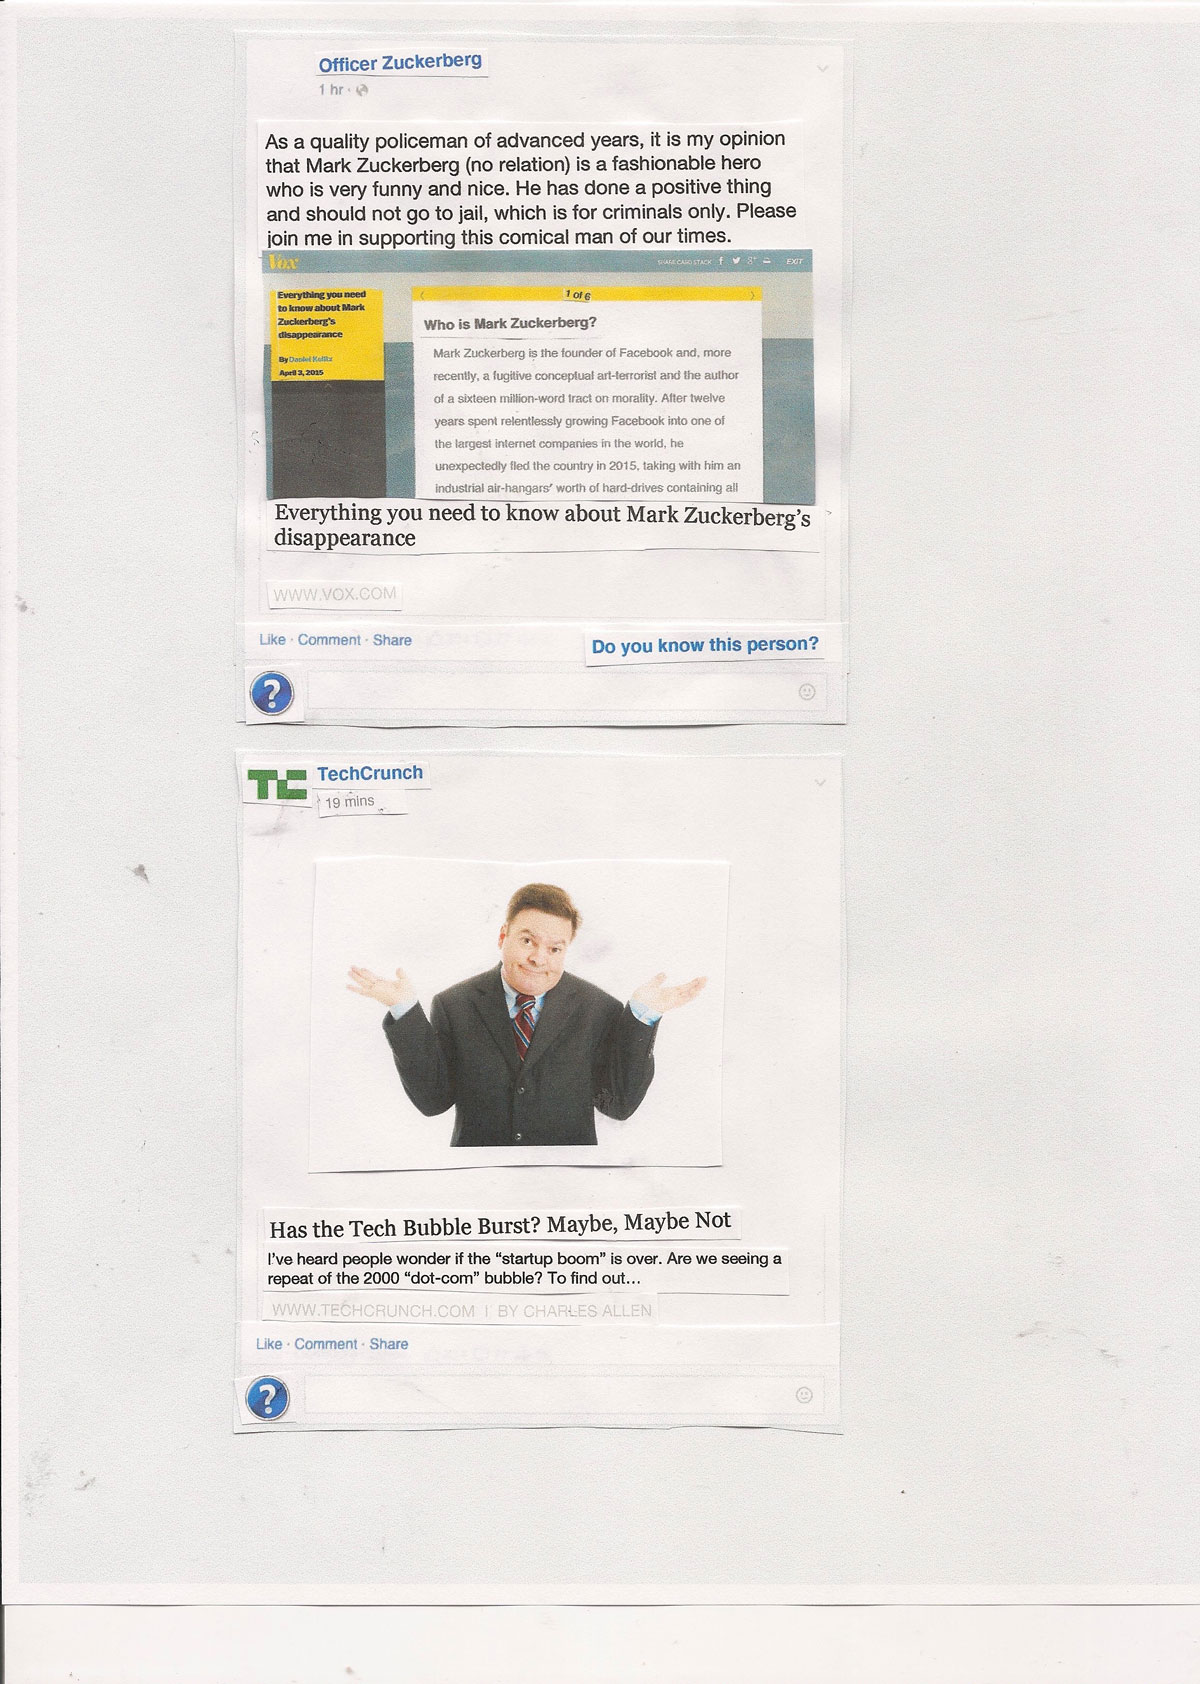 Officer Zuckerberg
1 hr ·
As a quality policeman of advanced years, it is my opinion
that Mark Zuckerberg (no relation) is a fashionable hero
who is very funny and nice. He has done a positive thing
and should not go to jail, which is for criminals only. Please
join me in supporting this comical man of our times.
Vox
SHARE CARD STACK
EXIT
Everything you need
to know about Mark
Zuckerberg's
disappearance
By Daniel Kolitz
April 3, 2015
1 of 6
Who is Mark Zuckerberg?
Mark Zuckerberg is the founder of Facebook and, more
recently, a fugitive conceptual art-terrorist and the author
of a sixteen million-word tract on morality. After twelve
years spent relentlessly growing Facebook into one of
the largest internet companies in the world, he
unexpectedly fled the country in 2015, taking with him an
industrial air-hangars' worth of hard-drives containing all
Everything you need to know about Mark Zuckerberg's
disappearance
WWW.VOX.COM
Like · Comment · Share
Do you know this person?
?
TC TechCrunch
19 mins
Has the Tech Bubble Burst? Maybe, Maybe Not
I've heard people wonder if the “startup boom” is over. Are we seeing a
repeat of the 2000 “dot-com” bubble? To find out...
WWW.TECHCRUNCH.COM | BY CHARLES ALLEN
Like · Comment · Share
?